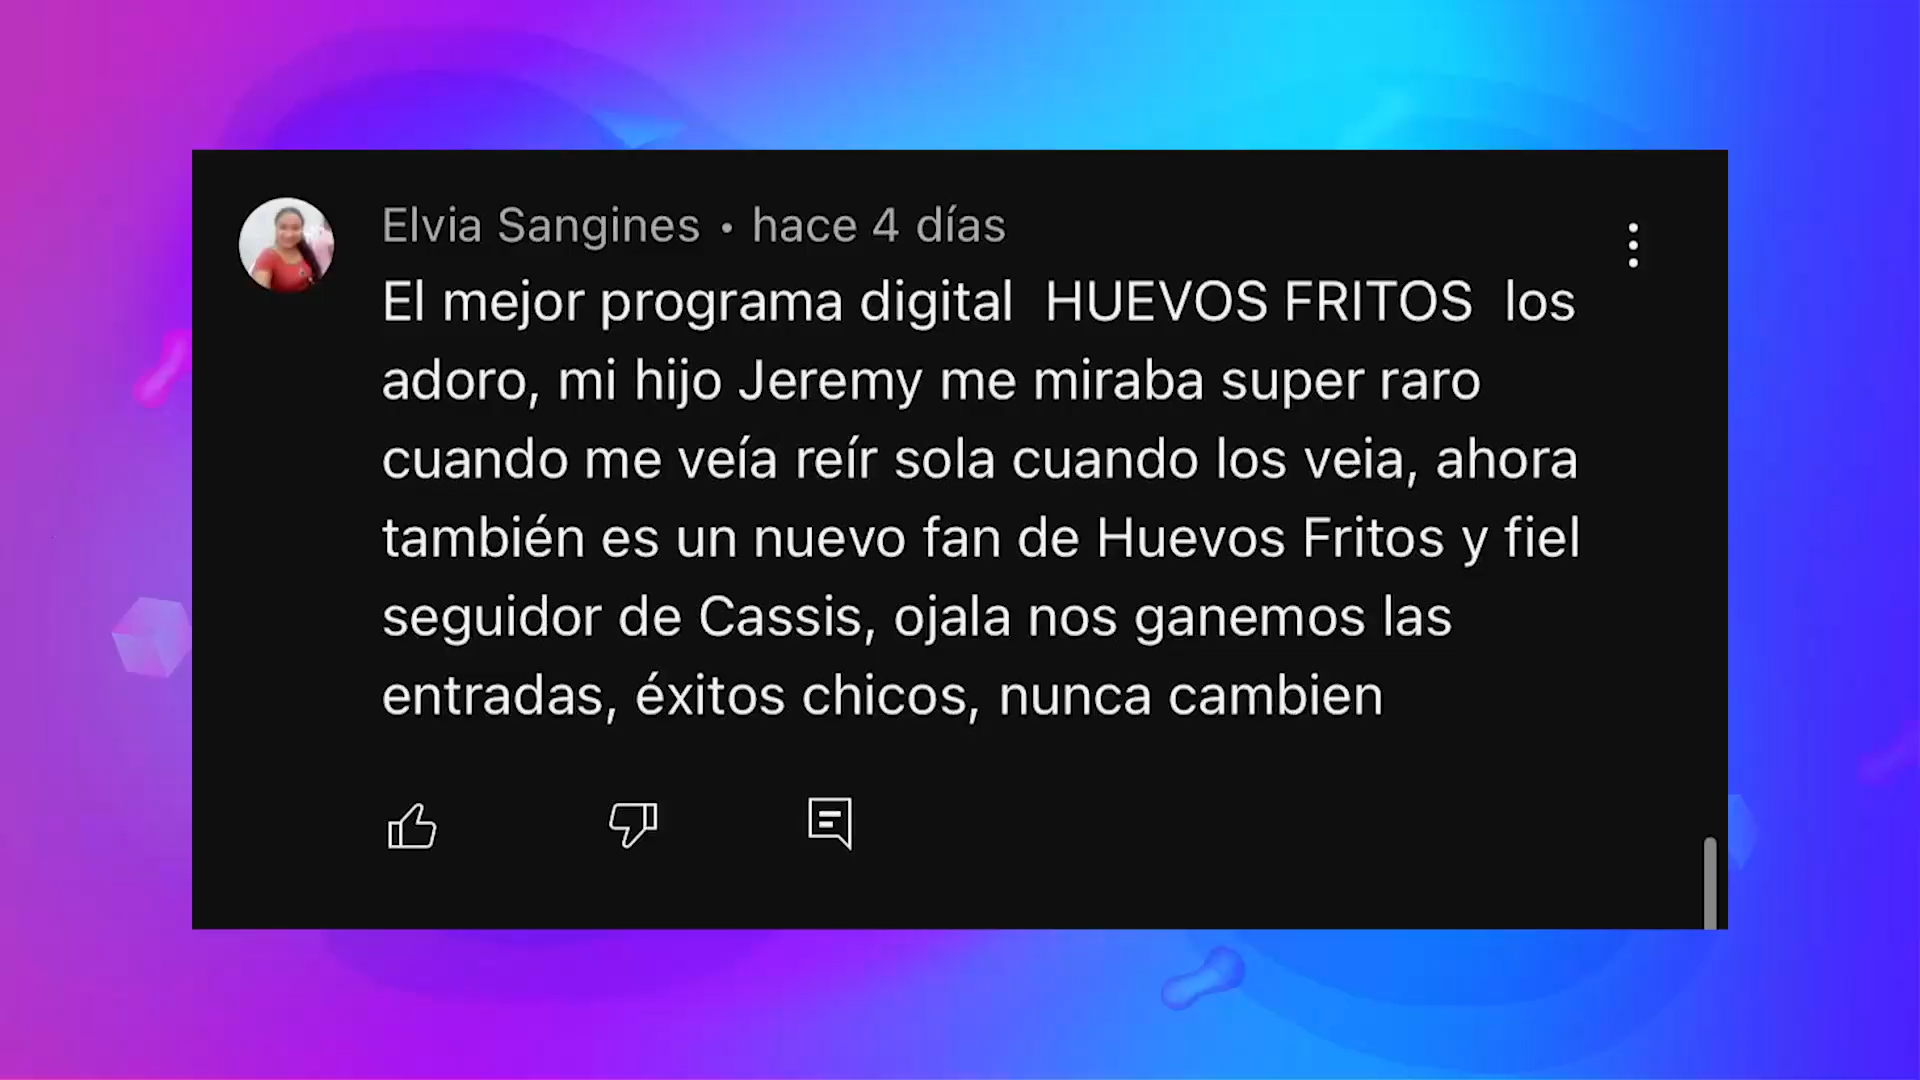 Elvia Sangines • hace 4 días
El mejor programa digital  HUEVOS FRITOS  los
adoro, mi hijo Jeremy me miraba super raro
cuando me veía reír sola cuando los veia, ahora
también es un nuevo fan de Huevos Fritos y fiel
seguidor de Cassis, ojala nos ganemos las
entradas, éxitos chicos, nunca cambien